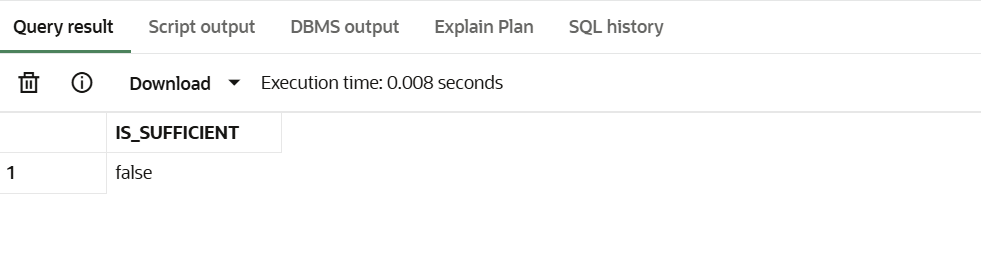 Query result Script output DBMS output Explain Plan SQL history
Download Execution time: 0.008 seconds
IS_SUFFICIENT
1 false